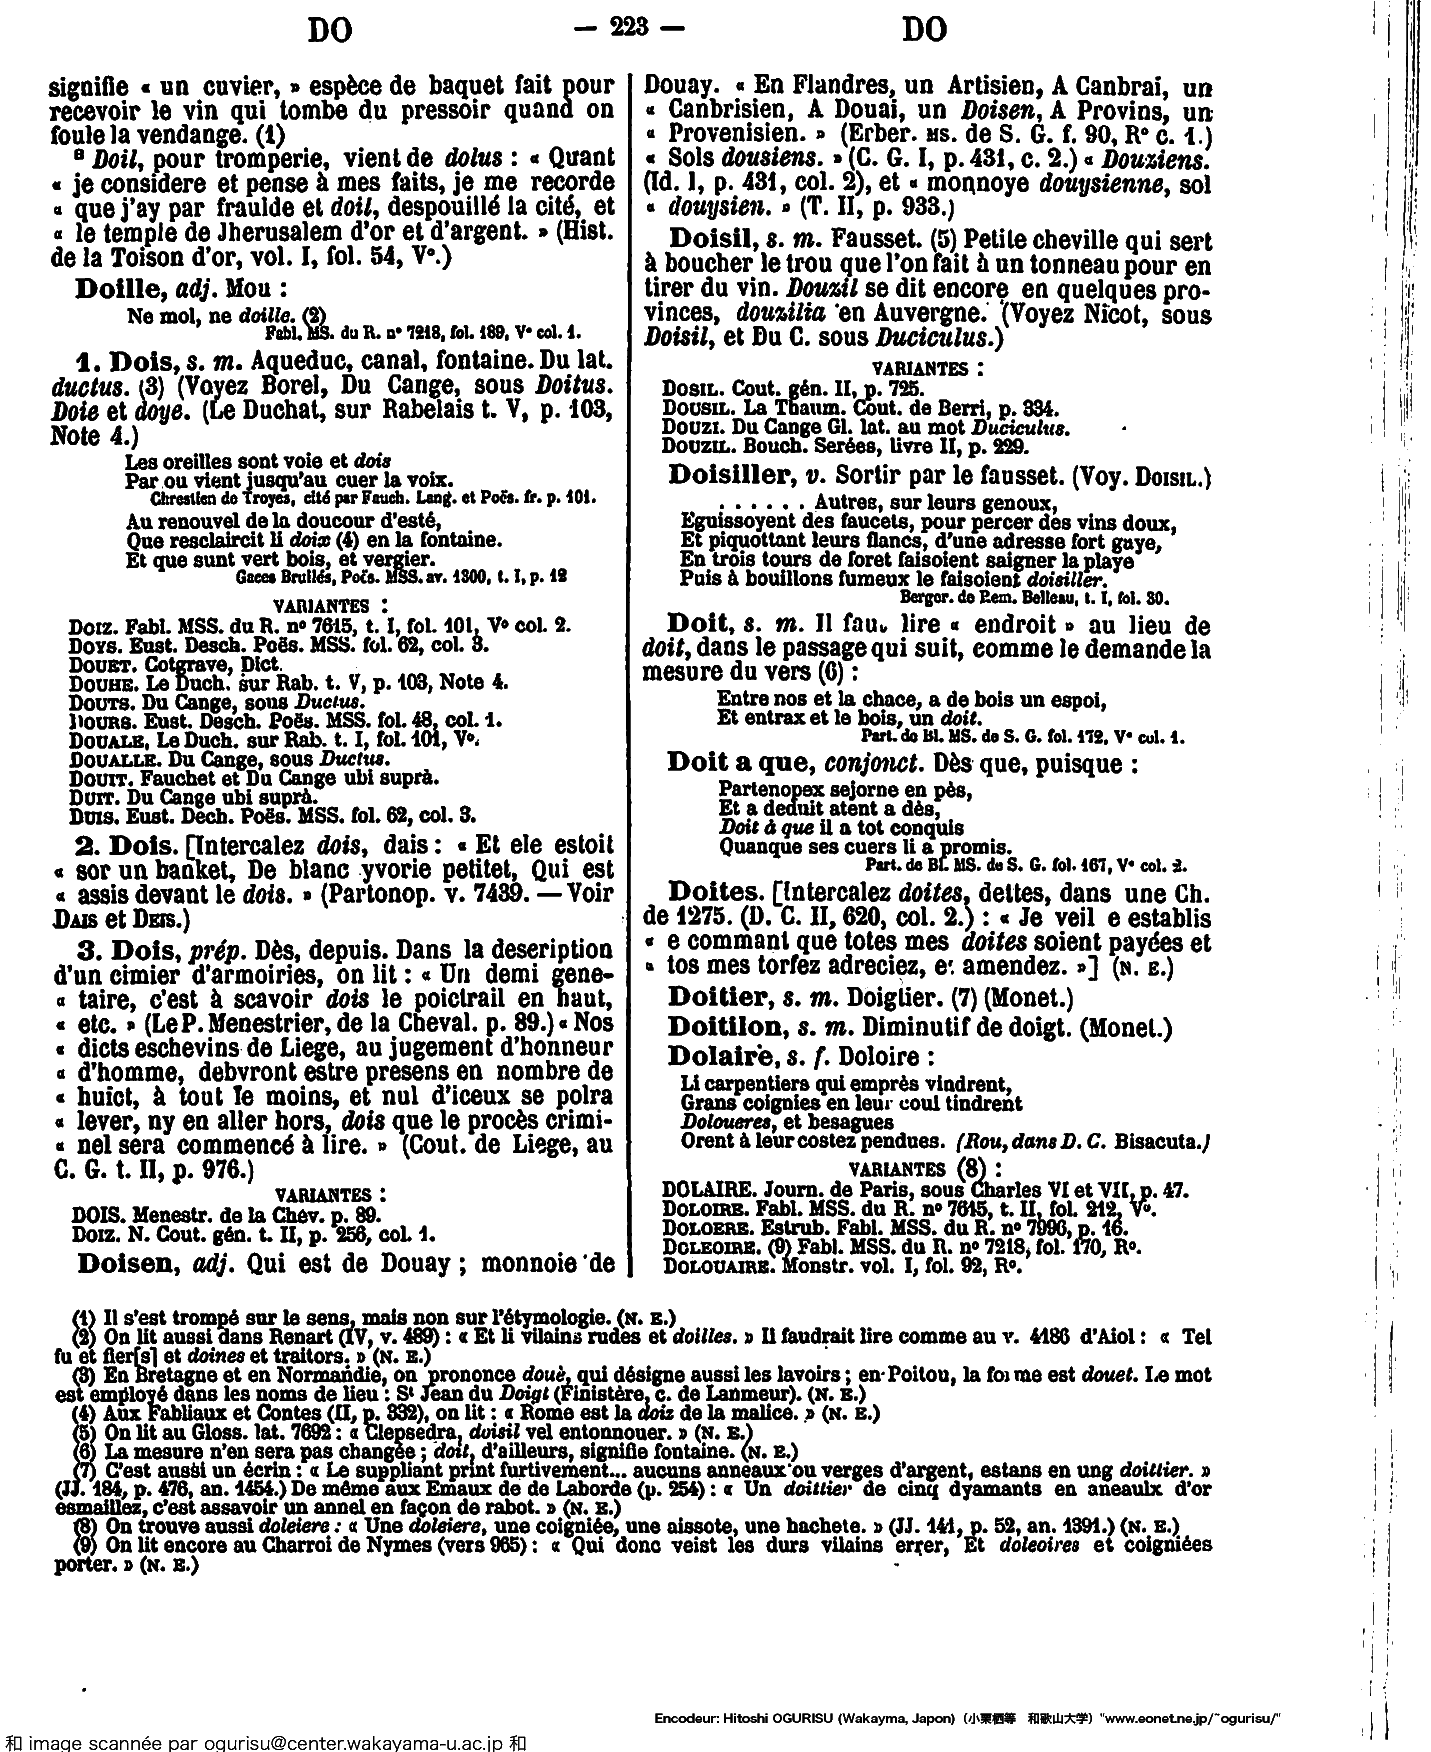 DO — 223 — DO
signifie « un cuvier, » espèce de baquet fait pour
recevoir le vin qui tombe du pressoir quand on
foule la vendange. (1)
B Doil, pour tromperie, vient de dolus : « Quant
« je considere et pense à mes faits, je me recorde
« que j'ay par fraulde et doil, despouillé la cité, et
« le temple de Jherusalem d'or et d'argent. » (Hist.
de la Toison d'or, vol. I, fol. 54, V°.)
Doille, adj. Mou :
Ne mol, ne doille. (2)
Fabl. MS. du R. n° 7218, fol. 189, V° col. 1.
1. Dois, s. m. Aqueduc, canal, fontaine. Du lat.
ductus. (3) (Voyez Borel, Du Cange, sous Doitus.
Doie et doye. (Le Duchat, sur Rabelais t. V, p. 103,
Note 4.)
Les oreilles sont voie et dois
Par ou vient jusqu'au cuer la voix.
Chrestien de Troyes, cité par Fauch. Lang. et Poës. fr. p. 101.
Au renouvel de la doucour d'esté,
Que resclaircit li doix (4) en la fontaine.
Et que sunt vert bois, et vergier.
Gaces Brullés, Poës. MSS. av. 1300, t. I, p. 12
VARIANTES :
DOIZ. Fabl. MSS. du R. n° 7615, t. I, fol. 101, V° col. 2.
DOYS. Eust. Desch. Poës. MSS. fol. 62, col. 3.
DOUET. Cotgrave, Dict.
DOUHE. Le Duch. sur Rab. t. V, p. 103, Note 4.
DOUTS. Du Cange, sous Ductus.
DOURS. Eust. Desch. Poës. MSS. fol. 48, col. 1.
DOUALE, Le Duch. sur Rab. t. I, fol. 101, V°.
DOUALLE. Du Cange, sous Ductus.
DOUIT. Fauchet et Du Cange ubi suprà.
DUIT. Du Cange ubi suprà.
DUIS. Eust. Dech. Poës. MSS. fol. 62, col. 3.
2. Dois. [Intercalez dois, dais : « Et ele estoit
« sor un banket, De blanc yvorie petitet, Qui est
« assis devant le dois. » (Partonop. v. 7439. — Voir
DAIS et DEIS.)
3. Dois, prép. Dès, depuis. Dans la deseription
d'un cimier d'armoiries, on lit : « Un demi gene-
« taire, c'est à scavoir dois le poictrail en haut,
« etc. » (Le P. Menestrier, de la Cheval. p. 89.) « Nos
« dicts eschevins de Liege, au jugement d'honneur
« d'homme, debvront estre presens en nombre de
« huict, à tout le moins, et nul d'iceux se polra
« lever, ny en aller hors, dois que le procès crimi-
« nel sera commencé à lire. » (Cout. de Liege, au
C. G. t. II, p. 976.)
VARIANTES :
DOIS. Menestr. de la Chev. p. 89.
DOIZ. N. Cout. gén. t. II, p. 256, col. 1.
Doisen, adj. Qui est de Douay ; monnoie de
Douay. « En Flandres, un Artisien, A Canbrai, un
« Canbrisien, A Douai, un Doisen, A Provins, un
« Provenisien. » (Erber. MS. de S. G. f. 90, R° c. 1.)
« Sols dousiens. » (C. G. I, p. 431, c. 2.) « Douziens.
(Id. I, p. 431, col. 2), et « monnoye douysienne, sol
« douysien. » (T. II, p. 933.)
Doisil, s. m. Fausset. (5) Petite cheville qui sert
à boucher le trou que l'on fait à un tonneau pour en
tirer du vin. Douzil se dit encore en quelques pro-
vinces, douzilia en Auvergne. (Voyez Nicot, sous
Doisil, et Du C. sous Duciculus.)
VARIANTES :
DOSIL. Cout. gén. II, p. 725.
DOUSIL. La Thaum. Cout. de Berri, p. 334.
DOUZI. Du Cange Gl. lat. au mot Duciculus.
DOUZIL. Bouch. Serées, livre II, p. 229.
Doisiller, v. Sortir par le fausset. (Voy. DOISIL.)
. . . . . . Autres, sur leurs genoux,
Eguissoyent des faucets, pour percer des vins doux,
Et piquottant leurs flancs, d'une adresse fort gaye,
En trois tours de foret faisoient saigner la playe
Puis à bouillons fumeux le faisoient doisiller.
Berger. de Rem. Belleau, t. I, fol. 30.
Doit, s. m. Il fau. lire « endroit » au lieu de
doit, dans le passage qui suit, comme le demande la
mesure du vers (6) :
Entre nos et la chace, a de bois un espoi,
Et entrax et le bois, un doit.
Part. de Bl. MS. de S. G. fol. 172, V° col. 1.
Doit a que, conjonct. Dès que, puisque :
Partenopex sejorne en pès,
Et a deduit atent a dès,
Doit à que il a tot conquis
Quanque ses cuers li a promis.
Part. de Bl. MS. de S. G. fol. 167, V° col. 2.
Doites. [Intercalez doites, dettes, dans une Ch.
de 1275. (D. C. II, 620, col. 2.) : « Je veil e establis
« e commant que totes mes doites soient payées et
« tos mes torfez adreciez, et amendez. »] (N. E.)
Doitier, s. m. Doigtier. (7) (Monet.)
Doitilon, s. m. Diminutif de doigt. (Monet.)
Dolaire, s. f. Doloire :
Li carpentiers qui emprès vindrent,
Grans coignies en leur coul tindrent
Doloueres, et besagues
Orent à leur costez pendues. (Rou, dans D. C. Bisacuta.)
VARIANTES (8) :
DOLAIRE. Journ. de Paris, sous Charles VI et VII, p. 47.
DOLOIRE. Fabl. MSS. du R. n° 7615, t. II, fol. 212, V°.
DOLOERE. Estrub. Fabl. MSS. du R. n° 7996, p. 16.
DOLEOIRE. (9) Fabl. MSS. du R. n° 7218, fol. 170, R°.
DOLOUAIRE. Monstr. vol. I, fol. 92, R°.
(1) Il s'est trompé sur le sens, mais non sur l'étymologie. (N. E.)
(2) On lit aussi dans Renart (IV, v. 489) : « Et li vilains rudes et doilles. » Il faudrait lire comme au v. 4186 d'Aiol : « Tel
fu et fier[s] et doines et traitors. » (N. E.)
(3) En Bretagne et en Normandie, on prononce douè, qui désigne aussi les lavoirs ; en Poitou, la forme est douet. Le mot
est employé dans les noms de lieu : St Jean du Doigt (Finistère, c. de Lanmeur). (N. E.)
(4) Aux Fabliaux et Contes (II, p. 332), on lit : « Rome est la doiz de la malice. » (N. E.)
(5) On lit au Gloss. lat. 7692 : « Clepsedra, duisil vel entonnouer. » (N. E.)
(6) La mesure n'en sera pas changée ; doit, d'ailleurs, signifie fontaine. (N. E.)
(7) C'est aussi un écrin : « Le suppliant print furtivement... aucuns anneaux ou verges d'argent, estans en ung doittier. »
(JJ. 184, p. 476, an. 1454.) De même aux Emaux de de Laborde (p. 254) : « Un doittier de cinq dyamants en aneaulx d'or
esmaillez, c'est assavoir un annel en façon de rabot. » (N. E.)
(8) On trouve aussi doleiere : « Une doleiere, une coigniée, une aissote, une hachete. » (JJ. 141, p. 52, an. 1391.) (N. E.)
(9) On lit encore au Charroi de Nymes (vers 965) : « Qui donc veist les durs vilains errer, Et doleoires et coigniées
porter. » (N. E.)
Encodeur: Hitoshi OGURISU (Wakayma, Japon) (小栗栖等 和歌山大学) "www.eonet.ne.jp/~ogurisu/"
和 image scannée par ogurisu@center.wakayama-u.ac.jp 和